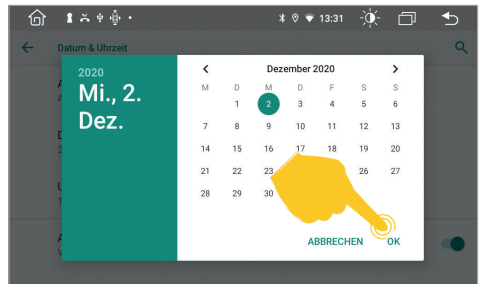 13:31
Datum & Uhrzeit
2020
Mi., 2.
Dez.
Dezember 2020
M D M D F S S
1 2 3 4 5 6
7 8 9 10 11 12 13
14 15 16 17 18 19 20
21 22 23 26 27
28 29 30
ABBRECHEN OK